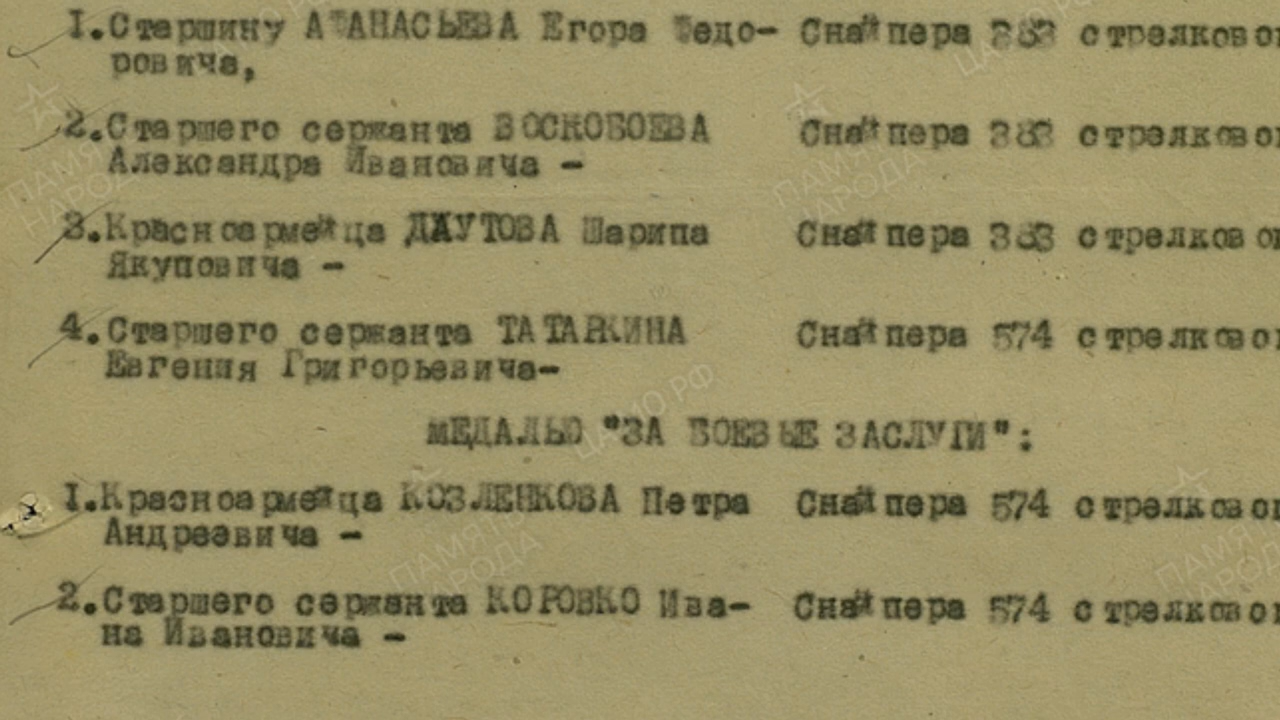 1.Старшину АФАНАСЬЕВА Егора Федо- Снайпера 383 стрелково
ровича,
2.Старшего сержанта ВОСКОБОЕВА Снайпера 383 стрелково
Александра Ивановича -
3.Красноармейца ДАУТОВА Шарипа Снайпера 383 стрелково
Якуповича -
4.Старшего сержанта ТАТАРКИНА Снайпера 574 стрелково
Евгения Григорьевича-
МЕДАЛЬЮ "ЗА БОЕВЫЕ ЗАСЛУГИ":
1.Красноармейца КОЗЛЕНКОВА Петра Снайпера 574 стрелково
Андреевича -
2.Старшего сержанта КОРОВКО Ива- Снайпера 574 стрелково
на Ивановича -